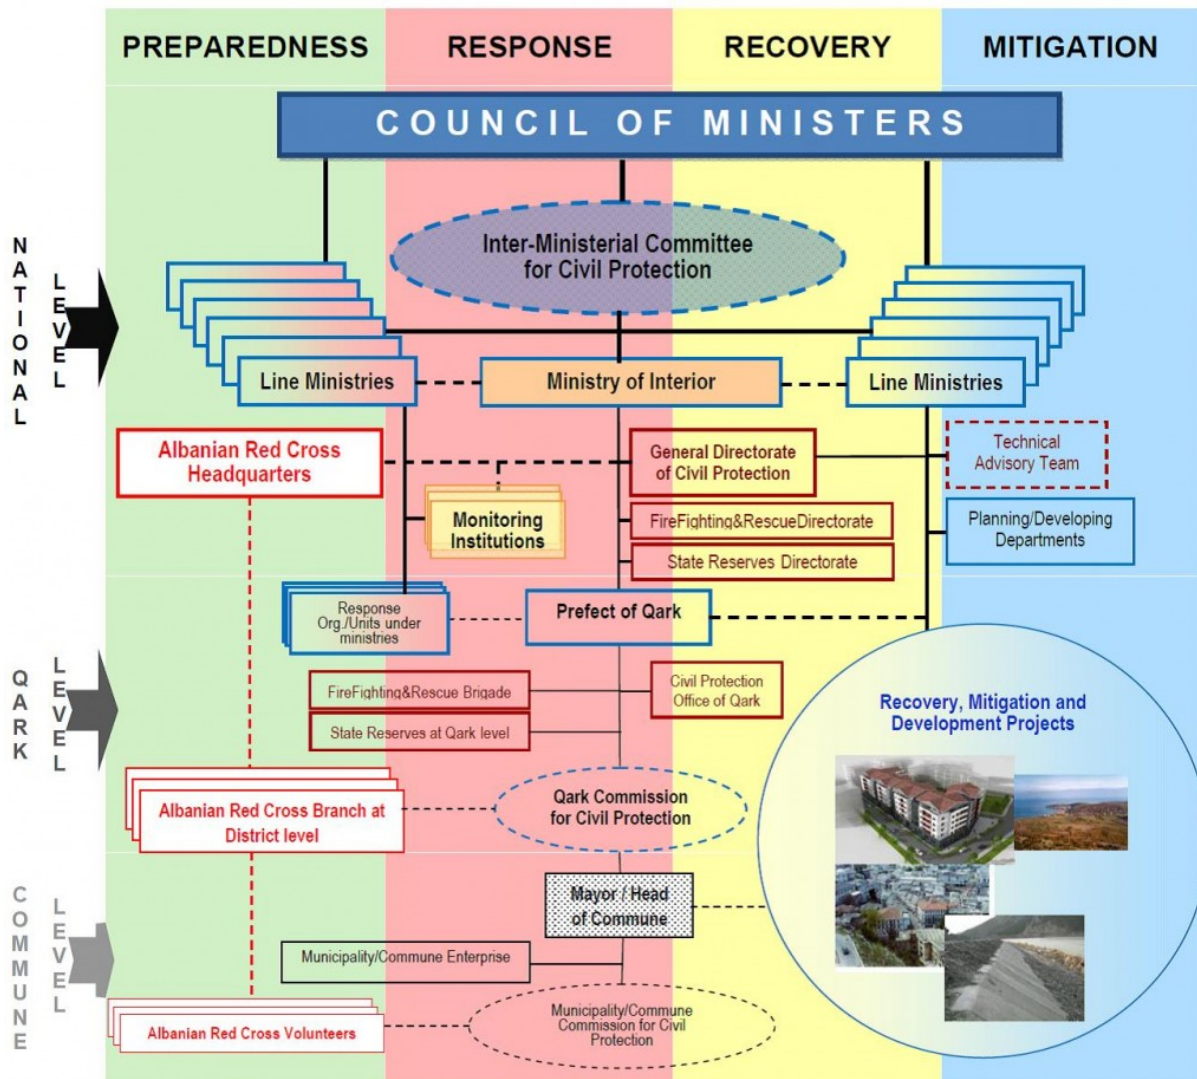 PREPAREDNESS
RESPONSE
RECOVERY
MITIGATION
COUNCIL OF MINISTERS
NATIONAL
LEVEL
Inter-Ministerial Committee
for Civil Protection
Line Ministries
Ministry of Interior
Line Ministries
Albanian Red Cross
Headquarters
General Directorate
of Civil Protection
Technical
Advisory Team
Monitoring
Institutions
FireFighting&RescueDirectorate
State Reserves Directorate
Planning/Developing
Departments
QARK
LEVEL
Response
Org./Units under
ministries
Prefect of Qark
FireFighting&Rescue Brigade
Civil Protection
Office of Qark
State Reserves at Qark level
Recovery, Mitigation and
Development Projects
Albanian Red Cross Branch at
District level
Qark Commission
for Civil Protection
COMMUNE
LEVEL
Mayor / Head
of Commune
Municipality/Commune Enterprise
Albanian Red Cross Volunteers
Municipality/Commune
Commission for Civil
Protection